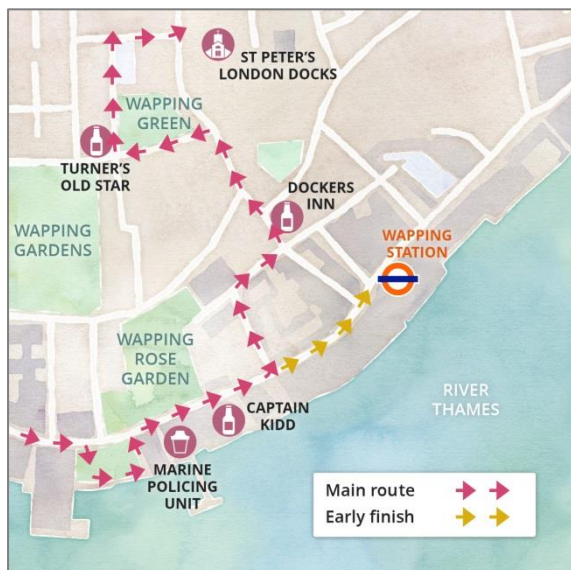 ST PETER'S
LONDON DOCKS
WAPPING
GREEN
TURNER'S
OLD STAR
DOCKERS
INN
WAPPING
GARDENS
WAPPING
STATION
WAPPING
ROSE
GARDEN
CAPTAIN
KIDD
RIVER
THAMES
MARINE
POLICING
UNIT
Main route
Early finish